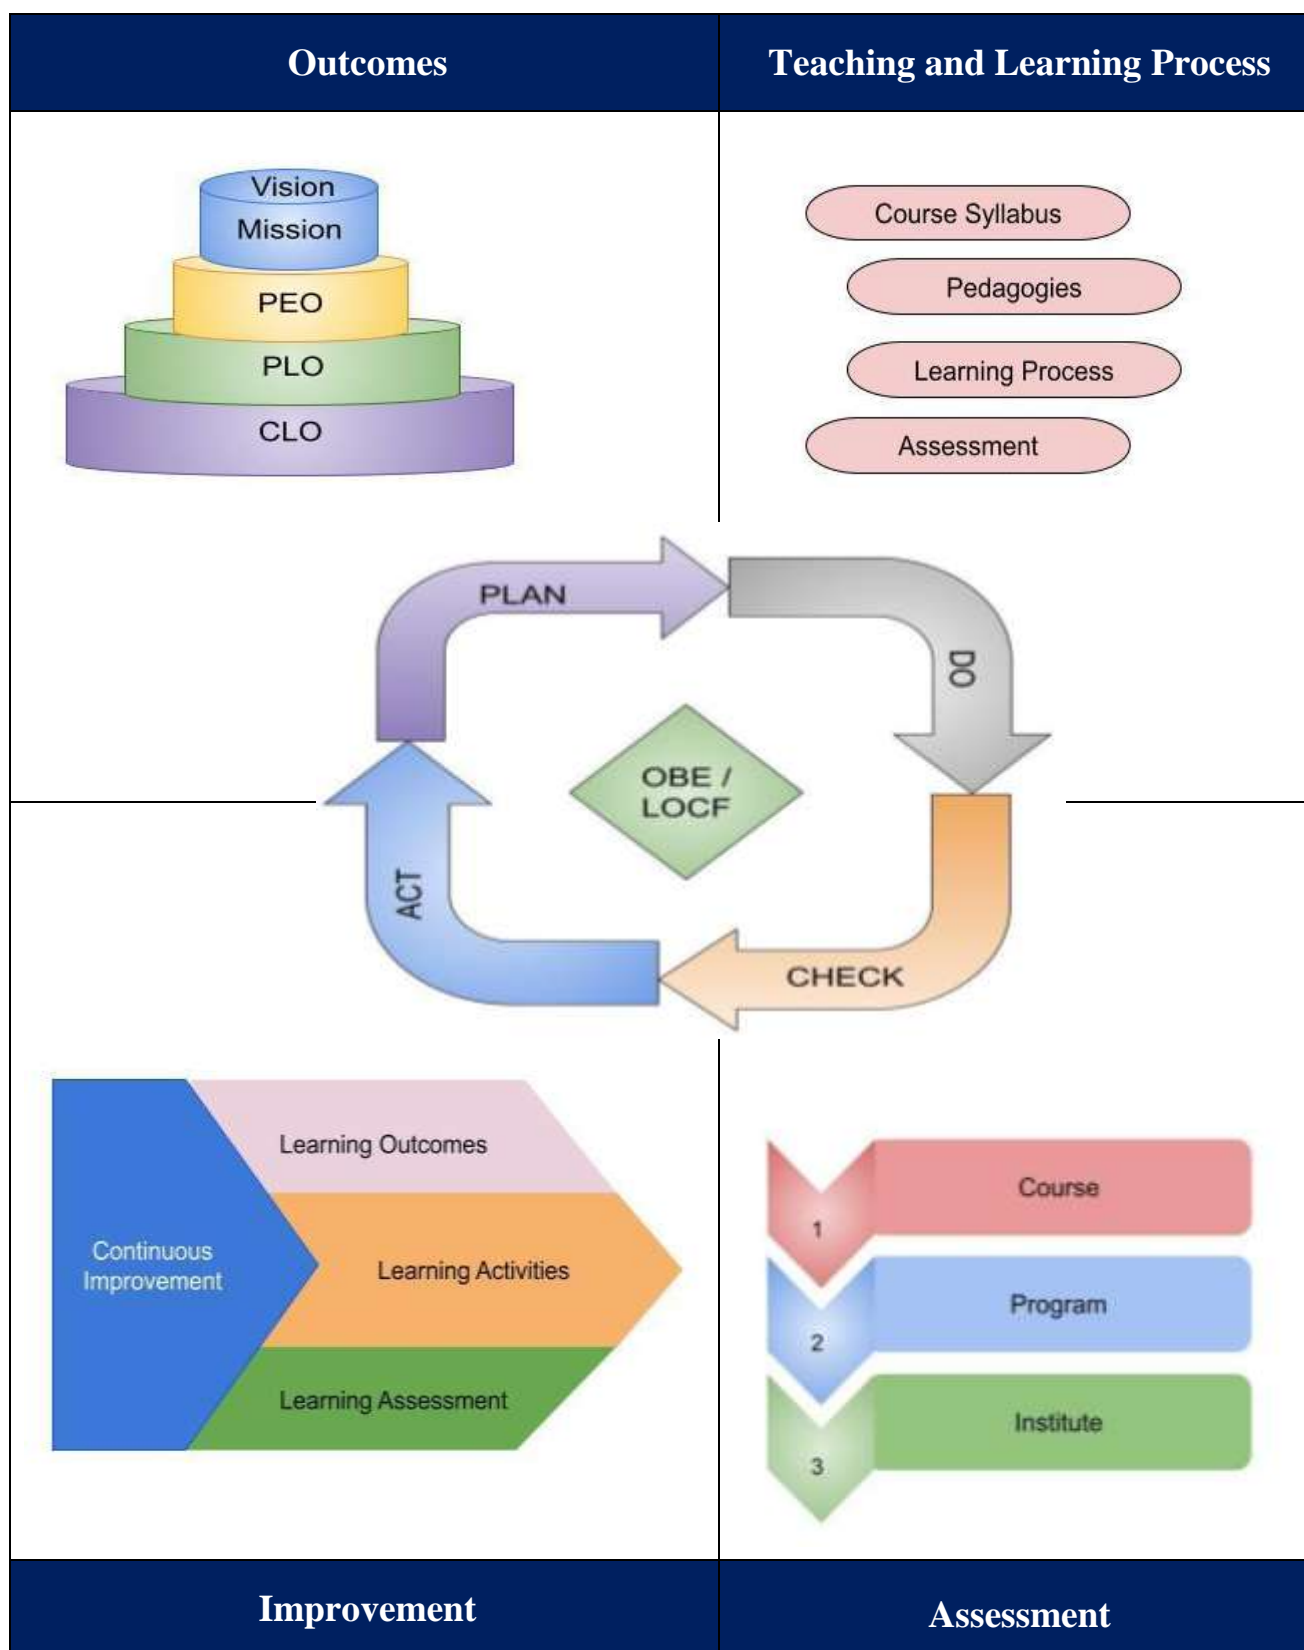 Outcomes
Teaching and Learning Process
Vision
Mission
PEO
PLO
CLO
Course Syllabus
Pedagogies
Learning Process
Assessment
PLAN
DO
OBE /
LOCF
ACT
CHECK
Continuous
Improvement
Learning Outcomes
Learning Activities
Learning Assessment
1
Course
2
Program
3
Institute
Improvement
Assessment